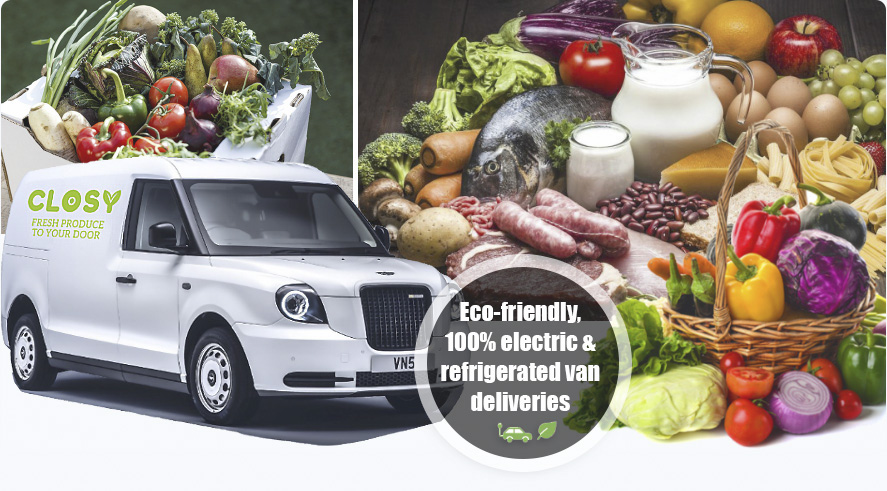 CLOSY
FRESH PRODUCE
TO YOUR DOOR
VN5
Eco-friendly,
100% electric &
refrigerated van
deliveries